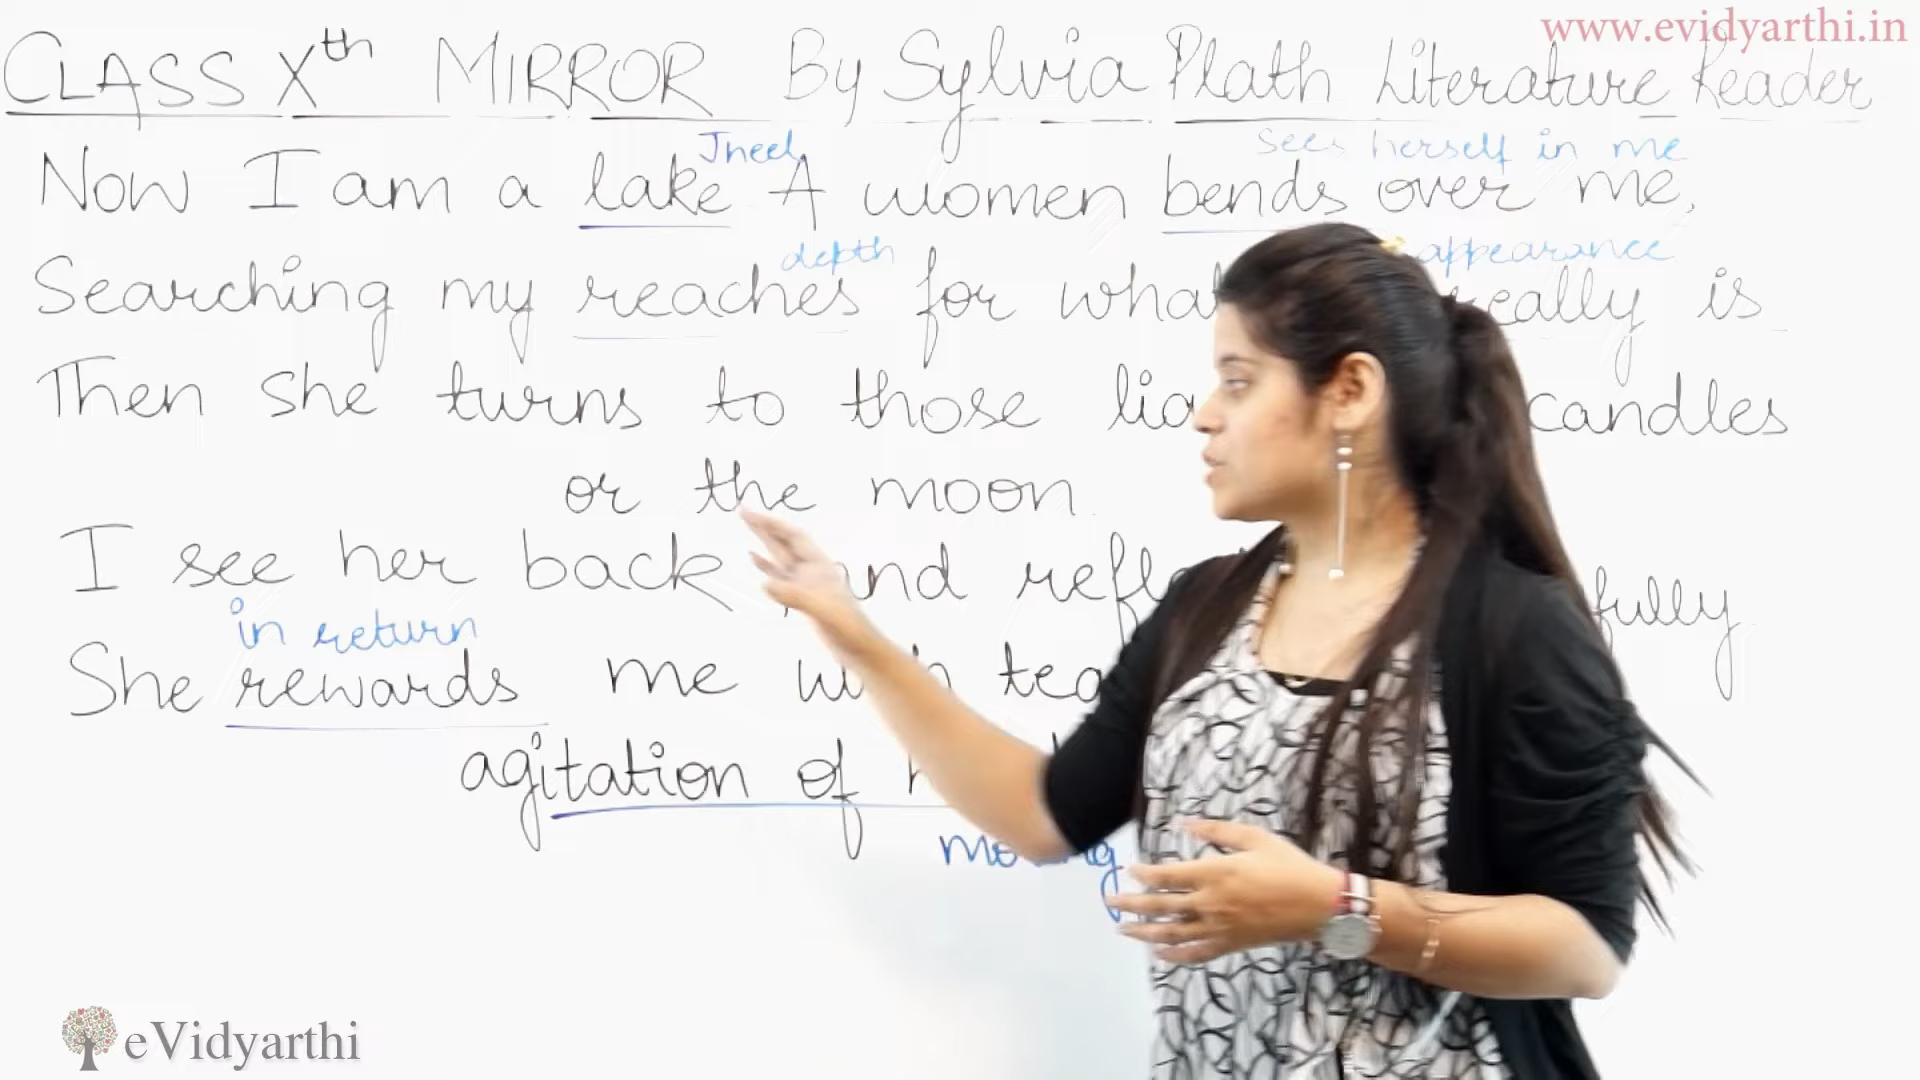 www.evidyarthi.in
CLASS Xth MIRROR By Sylvia Plath Literature Reader
Jheel sees herself in me
Now I am a lake A women bends over me,
depth appearance
Searching my reaches for what really is
Then She turns to those candles
or the moon
I see her back, and
in return
She rewards me with
agitation of
moving
eVidyarthi